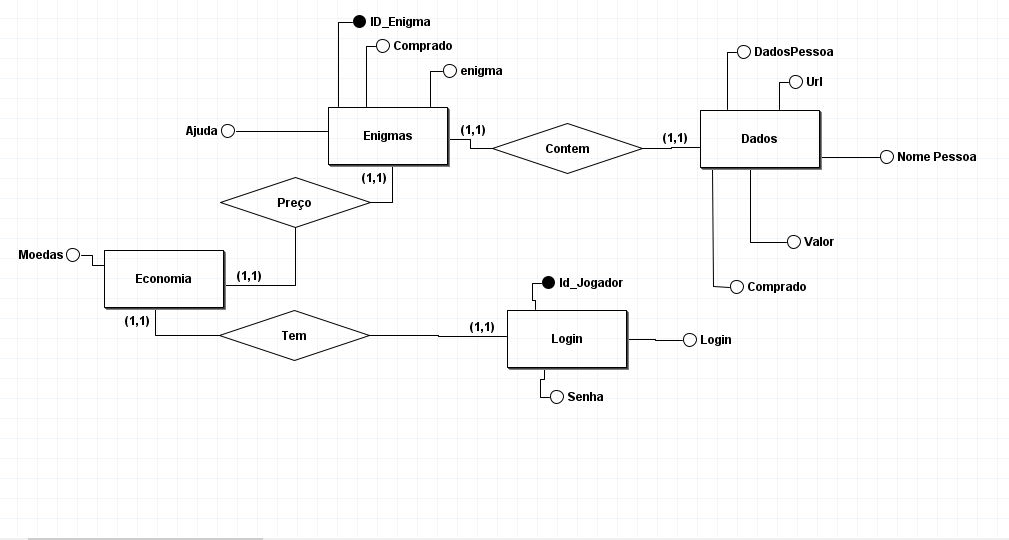 ID_Enigma
Comprado
enigma
DadosPessoa
Url
Ajuda
Enigmas
(1,1)
Contem
(1,1)
Dados
Nome Pessoa
(1,1)
Preço
Valor
Moedas
Economia
(1,1)
Comprado
Id_Jogador
(1,1)
Tem
(1,1)
Login
Login
Senha